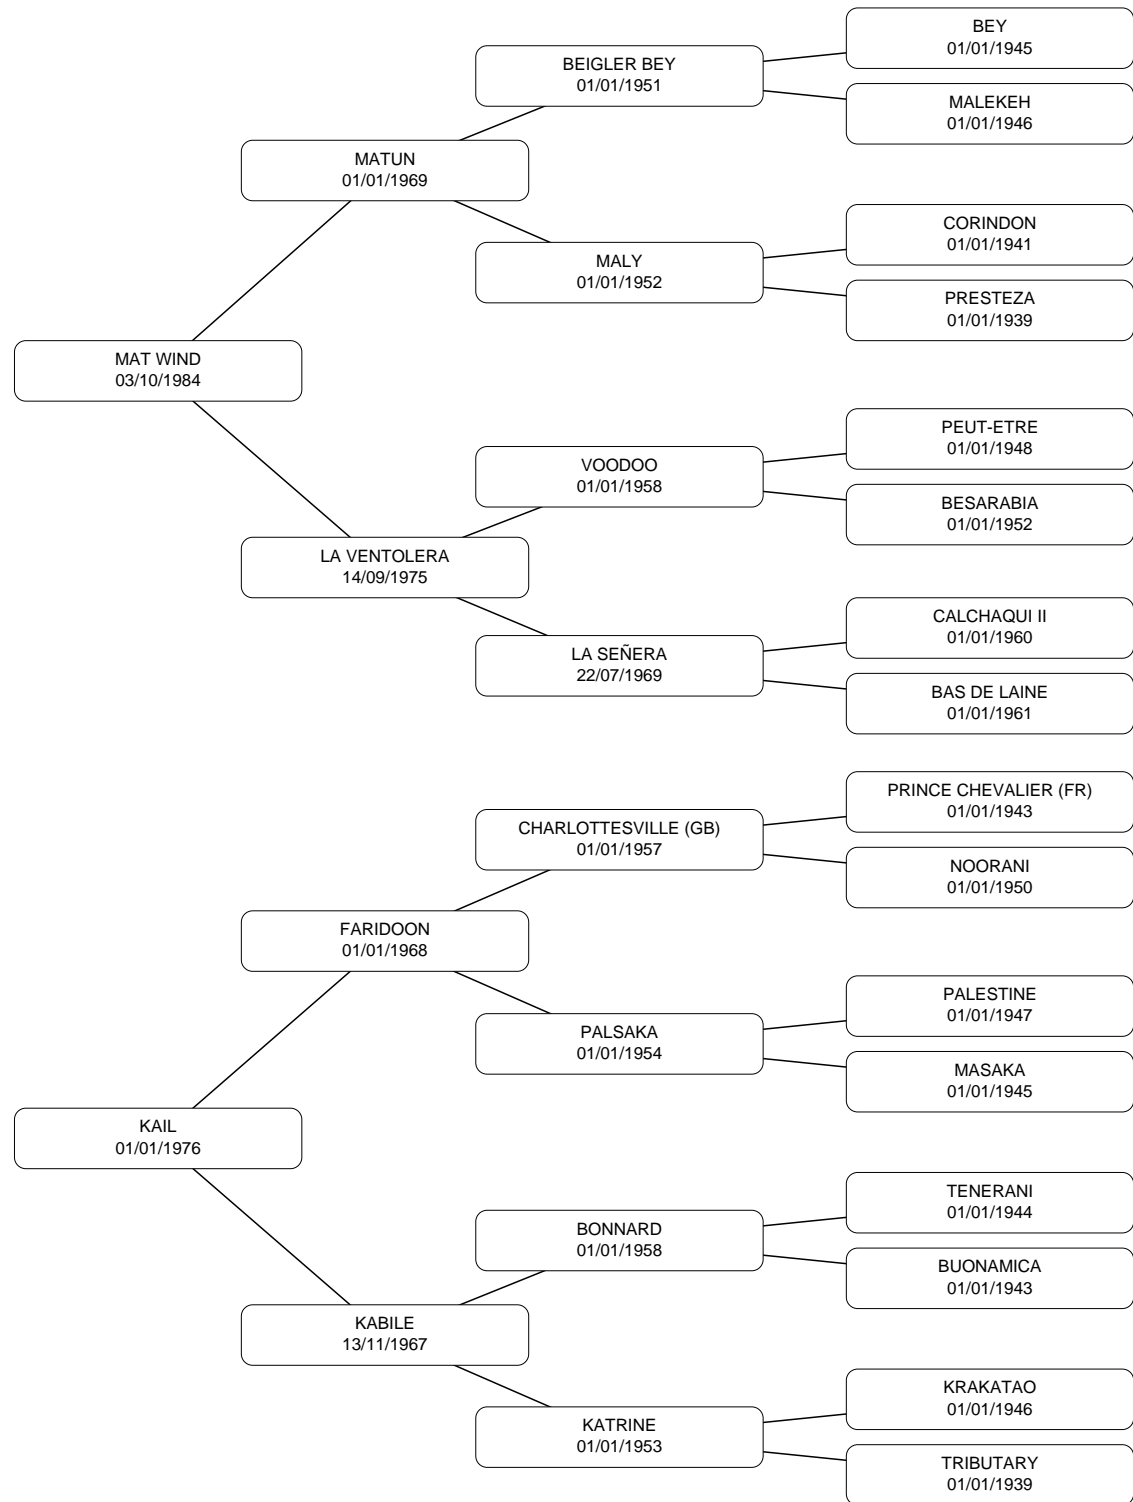 BEY
01/01/1945
BEIGLER BEY
01/01/1951
MALEKEH
01/01/1946
MATUN
01/01/1969
CORINDON
01/01/1941
MALY
01/01/1952
PRESTEZA
01/01/1939
MAT WIND
03/10/1984
PEUT-ETRE
01/01/1948
VOODOO
01/01/1958
BESARABIA
01/01/1952
LA VENTOLERA
14/09/1975
CALCHAQUI II
01/01/1960
LA SEÑERA
22/07/1969
BAS DE LAINE
01/01/1961
PRINCE CHEVALIER (FR)
01/01/1943
CHARLOTTESVILLE (GB)
01/01/1957
NOORANI
01/01/1950
FARIDOON
01/01/1968
PALESTINE
01/01/1947
PALSAKA
01/01/1954
MASAKA
01/01/1945
KAIL
01/01/1976
TENERANI
01/01/1944
BONNARD
01/01/1958
BUONAMICA
01/01/1943
KABILE
13/11/1967
KRAKATAO
01/01/1946
KATRINE
01/01/1953
TRIBUTARY
01/01/1939